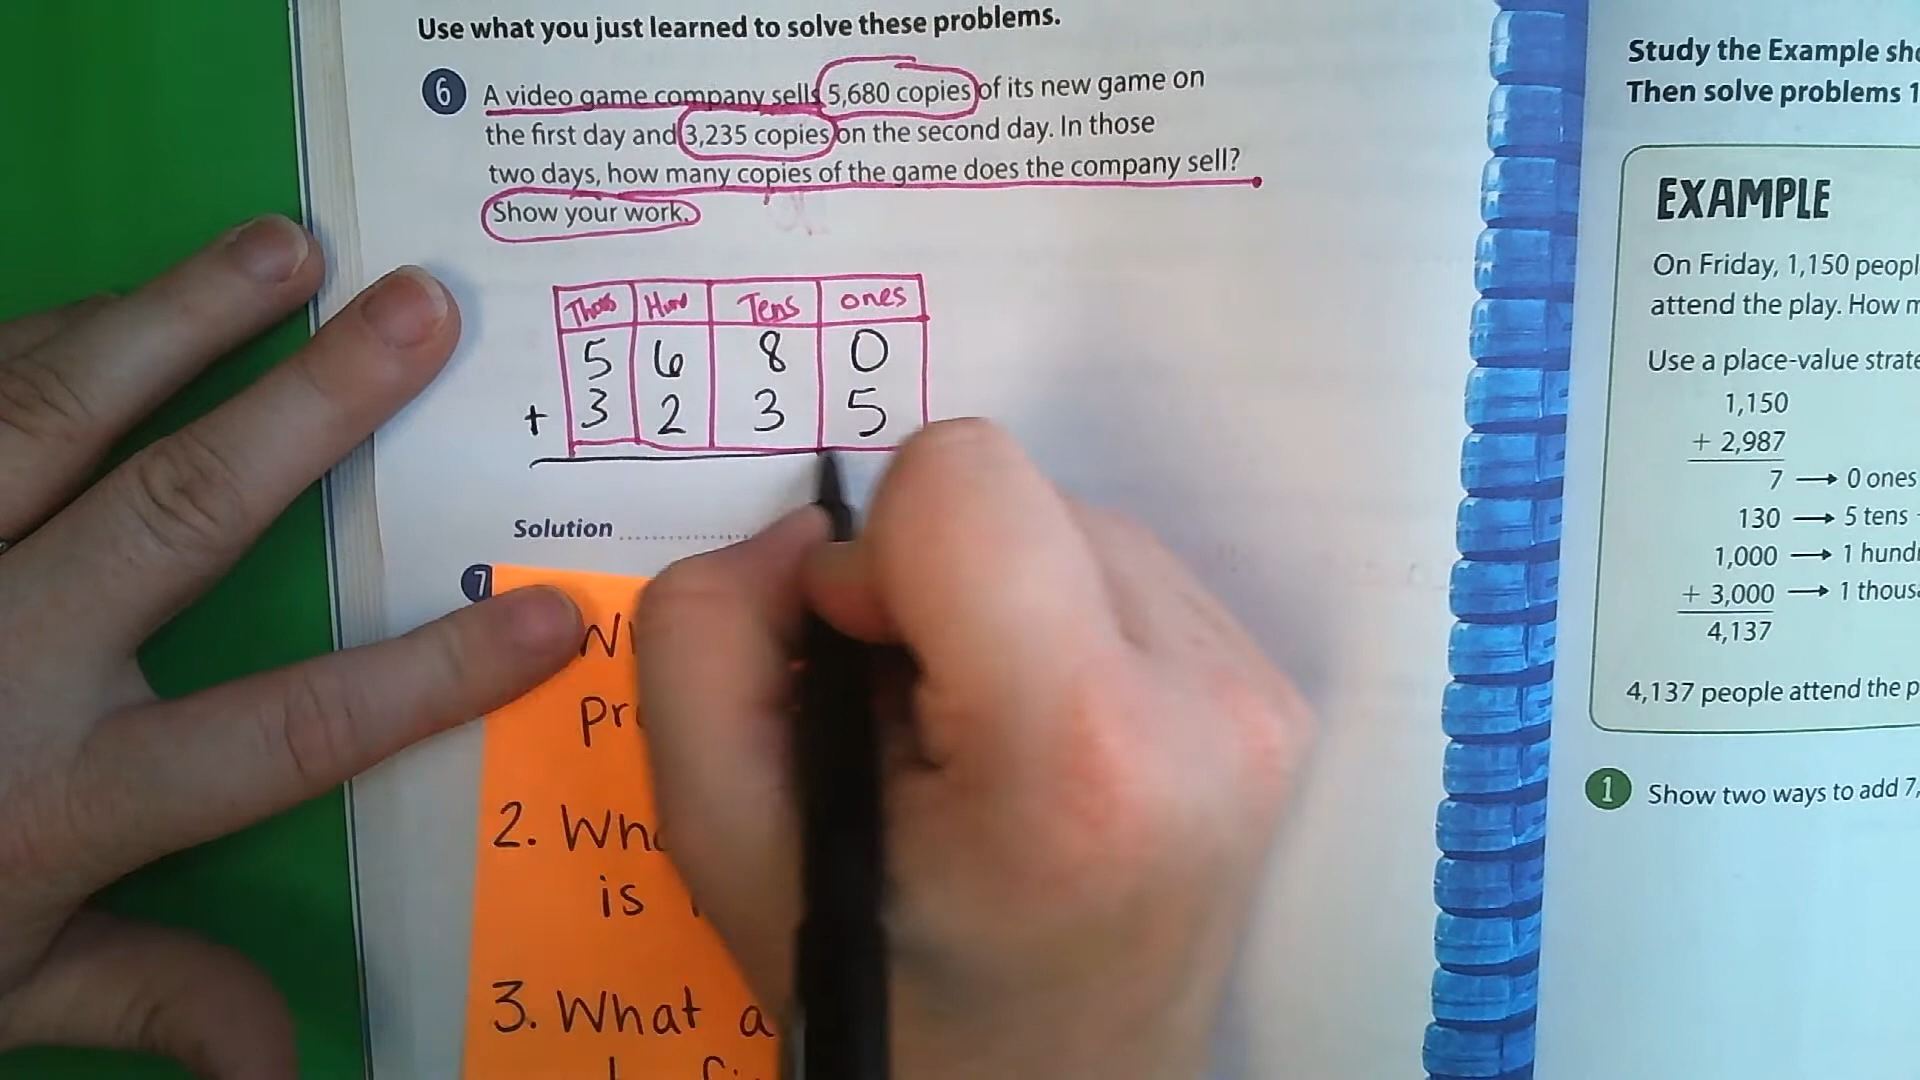 Use what you just learned to solve these problems.
6 A video game company sells 5,680 copies of its new game on
the first day and 3,235 copies on the second day. In those
two days, how many copies of the game does the company sell?
Show your work.
Thous Hund Tens ones
5 6 8 0
+ 3 2 3 5
Solution
7
2.
is
3. What a
Study the Example
Then solve problems 1
EXAMPLE
On Friday, 1,150
attend the play. How
Use a place-value
1,150
+ 2,987
7 → 0 ones
130 → 5 tens
1,000 → 1
+ 3,000 → 1
4,137
4,137 people attend the
1 Show two ways to add 7,